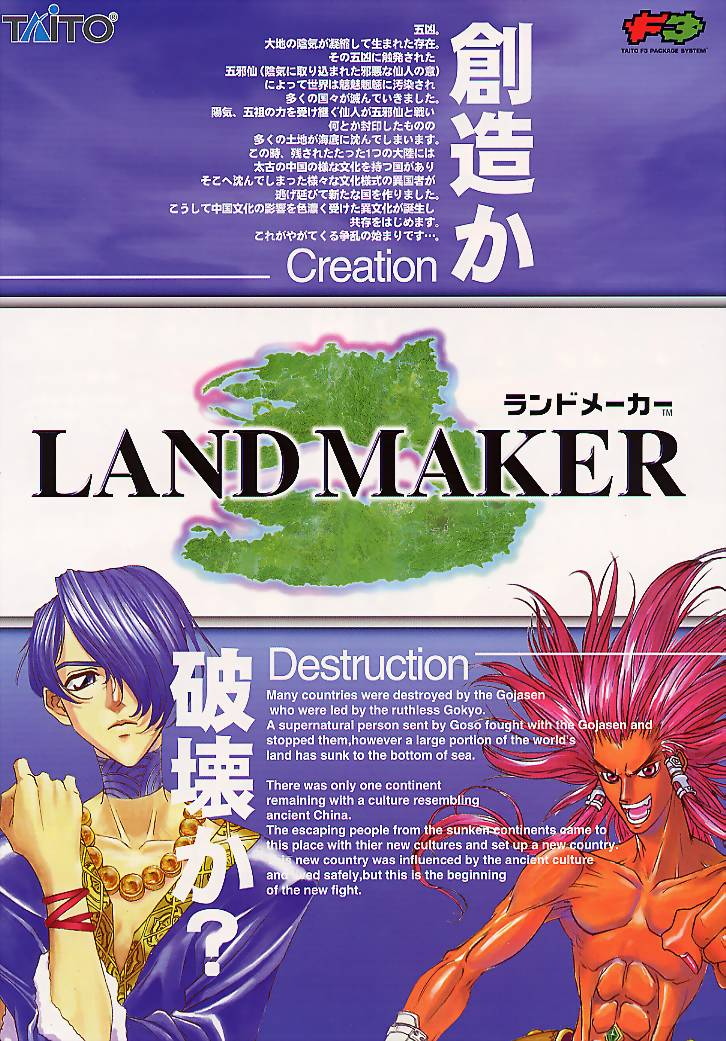 TAITO®
F3
TAITO F3 PACKAGE SYSTEM
五凶。
大地の陰気が凝縮して生まれた存在。
その五凶に触発された
五邪仙（陰気に取り込まれた邪悪な仙人の意）
によって世界は魑魅魍魎に汚染され
多くの国々が滅んでいきました。
陽気、五祖の力を受け継ぐ仙人が五邪仙と戦い
何とか封印したものの
多くの土地が海底に沈んでしまいます。
この時、残されたたった1つの大陸には
太古の中国の様な文化を持つ国があり
そこへ沈んでしまった様々な文化様式の異国者が
逃げ延びて新たな国を作りました。
こうして中国文化の影響を色濃く受けた異文化が誕生し
共存をはじめます。
これがやがてくる争乱の始まりです…。
創造か
Creation
ランドメーカー™
LAND MAKER
破壊か？
Destruction
Many countries were destroyed by the Gojasen
who were led by the ruthless Gokyo.
A supernatural person sent by Goso fought with the Gojasen and
stopped them,however a large portion of the world's
land has sunk to the bottom of sea.
There was only one continent
remaining with a culture resembling
ancient China.
The escaping people from the sunken continents came to
this place with thier new cultures and set up a new country.
This new country was influenced by the ancient culture
and lived safely,but this is the beginning
of the new fight.